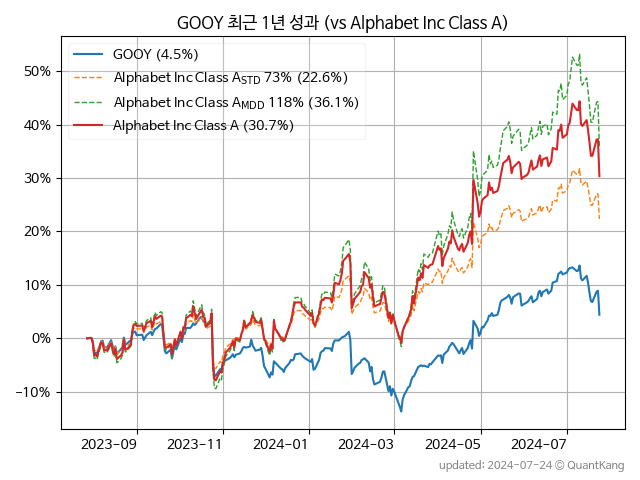 GOOY 최근 1년 성과 (vs Alphabet Inc Class A)
GOOY (4.5%)
Alphabet Inc Class A_STD 73% (22.6%)
Alphabet Inc Class A_MDD 118% (36.1%)
Alphabet Inc Class A (30.7%)
50%
40%
30%
20%
10%
0%
−10%
2023-09 2023-11 2024-01 2024-03 2024-05 2024-07
updated: 2024-07-24 ⓒ QuantKang